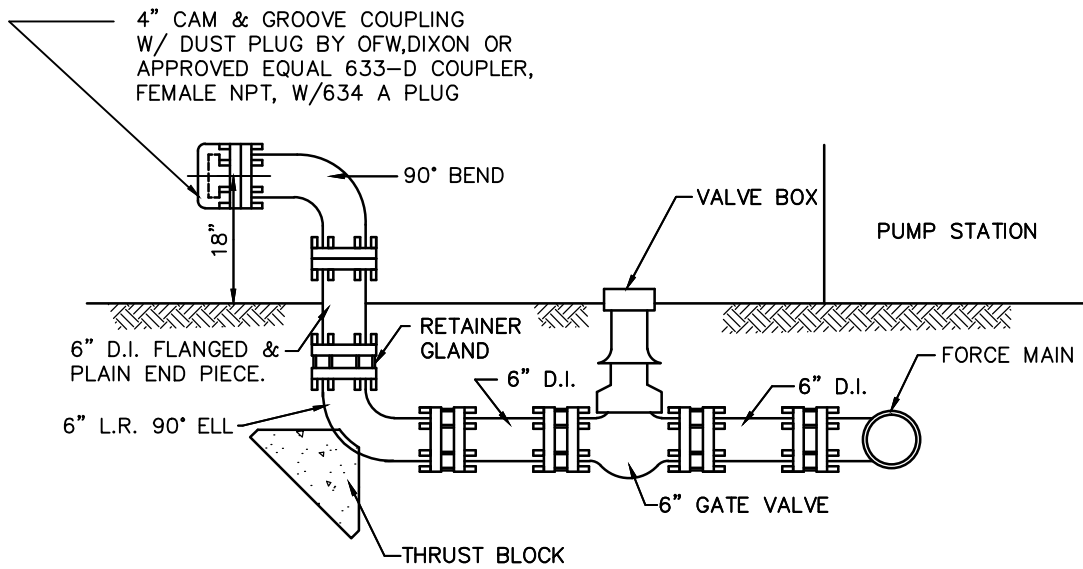 4” CAM & GROOVE COUPLING
W/ DUST PLUG BY OFW,DIXON OR
APPROVED EQUAL 633-D COUPLER,
FEMALE NPT, W/634 A PLUG
90° BEND
VALVE BOX
PUMP STATION
18”
6” D.I. FLANGED &
PLAIN END PIECE.
RETAINER
GLAND
6” D.I.
6” D.I.
FORCE MAIN
6” L.R. 90° ELL
6” GATE VALVE
THRUST BLOCK